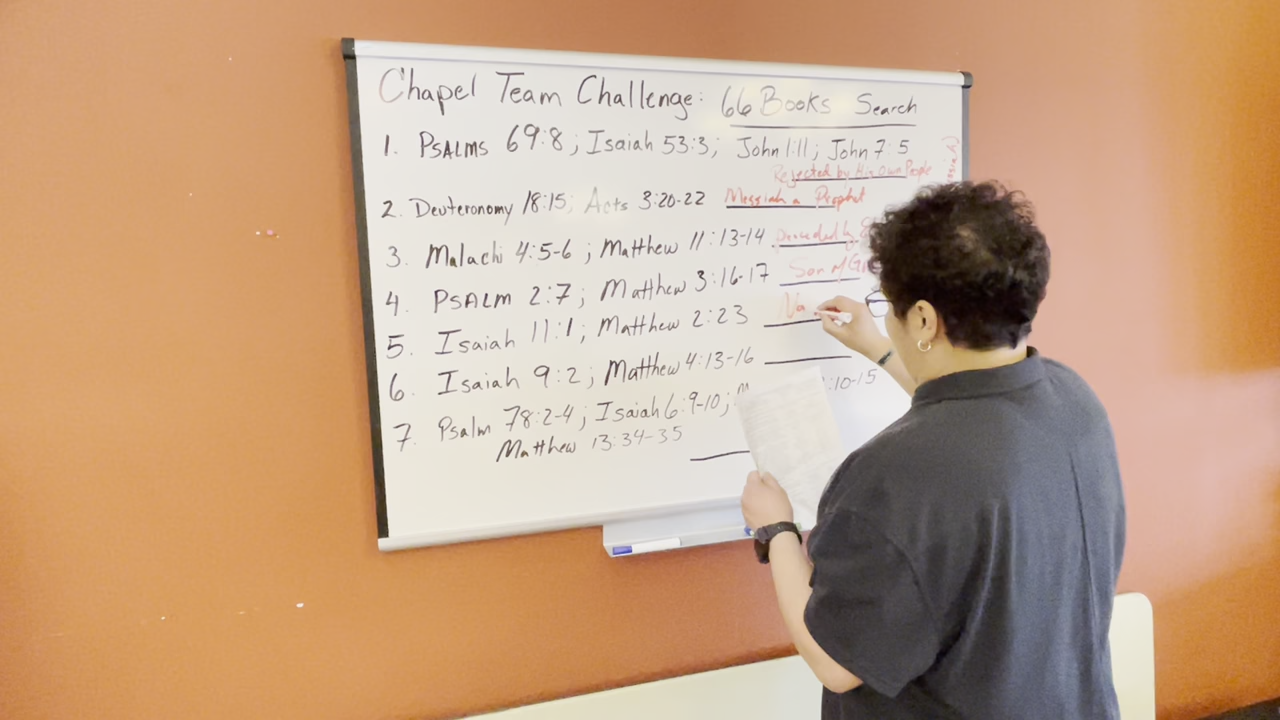 Chapel Team Challenge: 66 Books Search
1. PSALMS 69:8; Isaiah 53:3; John 1:11; John 7:5
Rejected by His Own People
2. Deuteronomy 18:15; Acts 3:20-22 Messiah a Prophet
3. Malachi 4:5-6; Matthew 11:13-14 by
4. PSALM 2:7; Matthew 3:16-17 Son of
5. Isaiah 11:1; Matthew 2:23 Na
6. Isaiah 9:2; Matthew 4:13-16
7. Psalm 78:2-4; Isaiah 6:9-10; M :10-15
Matthew 13:34-35